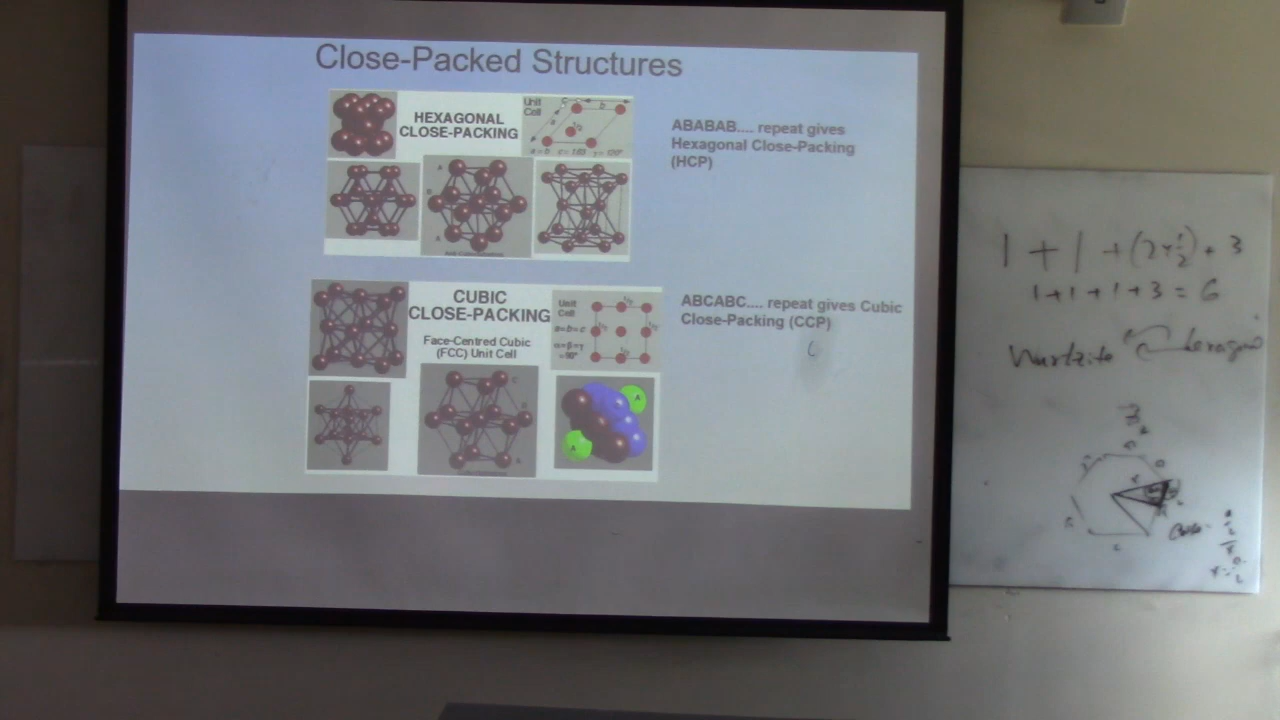 Close-Packed Structures
HEXAGONAL
CLOSE-PACKING
Unit
Cell
ABABAB.... repeat gives
Hexagonal Close-Packing
(HCP)
CUBIC
CLOSE-PACKING
Face-Centred Cubic
(FCC) Unit Cell
Unit
Cell
a=b=c
α=β=γ
=90°
ABCABC.... repeat gives Cubic
Close-Packing (CCP)
A
A
1 + 1 + (2×1/2) + 3
1+1+1+3 = 6
Wurtzite